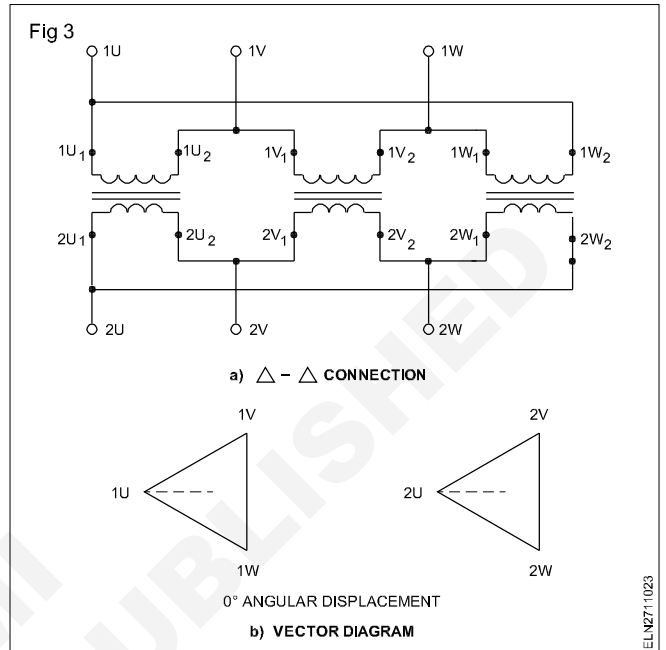 Fig 3
1U 1V 1W
1U1 1U2 1V1 1V2 1W1 1W2
2U1 2U2 2V1 2V2 2W1 2W2
2U 2V 2W
a) △ – △ CONNECTION
1V 2V
1U 2U
1W 2W
0° ANGULAR DISPLACEMENT
b) VECTOR DIAGRAM
ELN2711023
UBLISHED